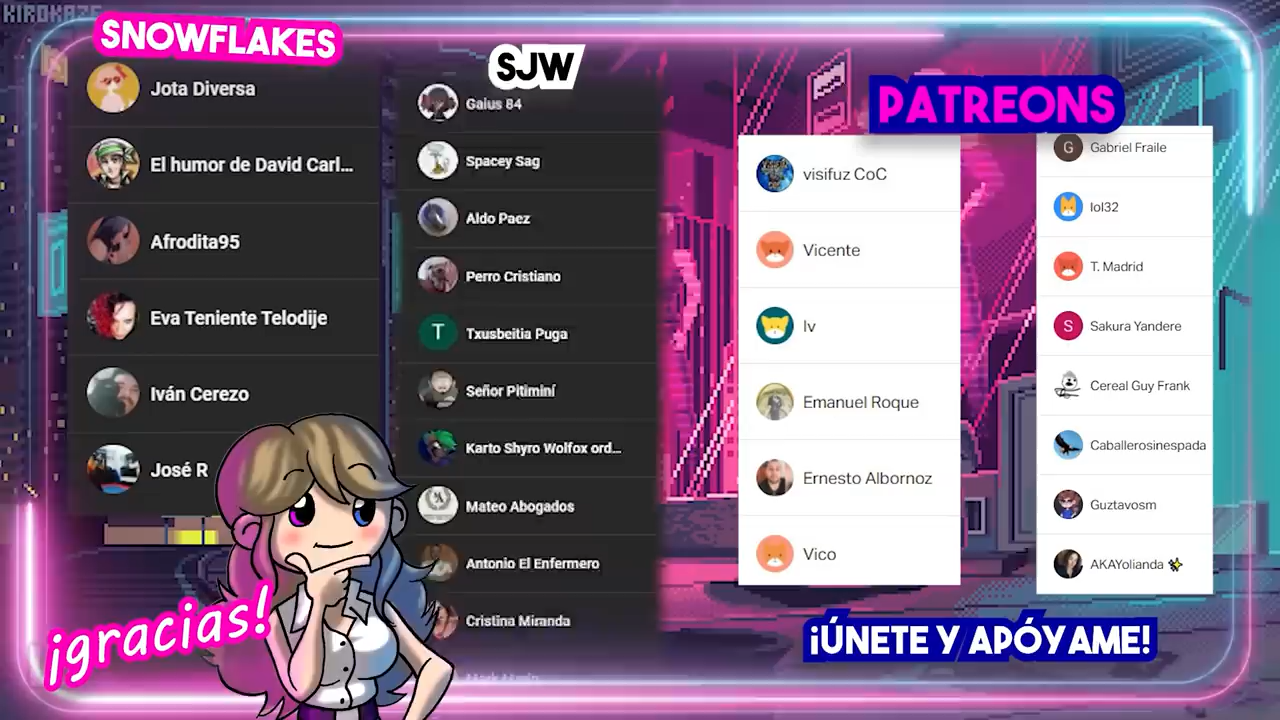 KIROKAZE
SNOWFLAKES
Jota Diversa
El humor de David Carl...
Afrodita95
Eva Teniente Telodije
Iván Cerezo
José R
SJW
Gaius 84
Spacey Sag
Aldo Paez
Perro Cristiano
T
Txusbeitia Puga
Señor Pitiminí
Karto Shyro Wolfox ord...
Mateo Abogados
Antonio El Enfermero
Cristina Miranda
PATREONS
visifuz CoC
Vicente
lv
Emanuel Roque
Ernesto Albornoz
Vico
G
Gabriel Fraile
lol32
T. Madrid
S
Sakura Yandere
Cereal Guy Frank
Caballerosinespada
Guztavosm
AKAYolianda ✨
¡gracias!
¡ÚNETE Y APÓYAME!